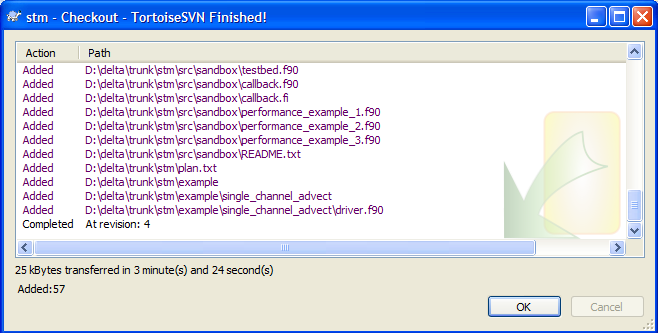 stm - Checkout - TortoiseSVN Finished!
Action Path
Added D:\delta\trunk\stm\src\sandbox\testbed.f90
Added D:\delta\trunk\stm\src\sandbox\callback.f90
Added D:\delta\trunk\stm\src\sandbox\callback.fi
Added D:\delta\trunk\stm\src\sandbox\performance_example_1.f90
Added D:\delta\trunk\stm\src\sandbox\performance_example_2.f90
Added D:\delta\trunk\stm\src\sandbox\performance_example_3.f90
Added D:\delta\trunk\stm\src\sandbox\README.txt
Added D:\delta\trunk\stm\plan.txt
Added D:\delta\trunk\stm\example
Added D:\delta\trunk\stm\example\single_channel_advect
Added D:\delta\trunk\stm\example\single_channel_advect\driver.f90
Completed At revision: 4
25 kBytes transferred in 3 minute(s) and 24 second(s)
Added:57
OK Cancel